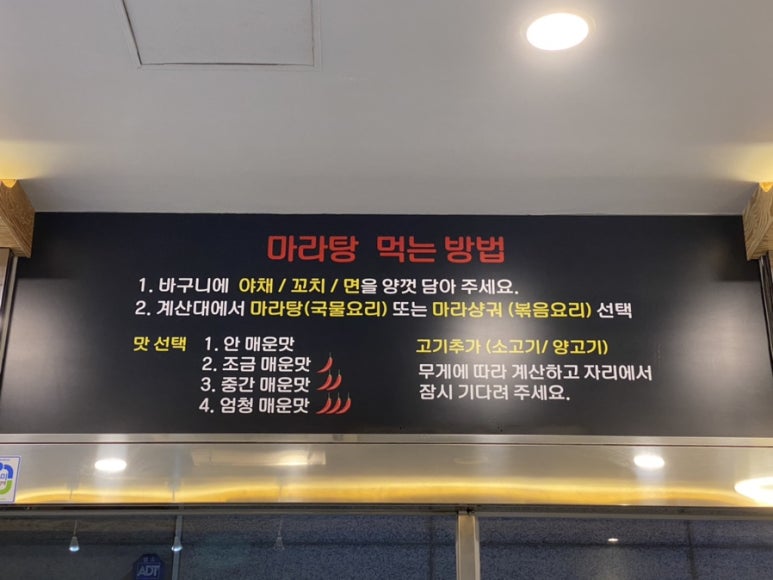 마라탕 먹는 방법
1. 바구니에 야채 / 꼬치 / 면을 양껏 담아 주세요.
2. 계산대에서 마라탕(국물요리) 또는 마라샹궈 (볶음요리) 선택
맛 선택 1. 안 매운맛
2. 조금 매운맛
3. 중간 매운맛
4. 엄청 매운맛
고기추가 (소고기/ 양고기)
무게에 따라 계산하고 자리에서
잠시 기다려 주세요.
ADT